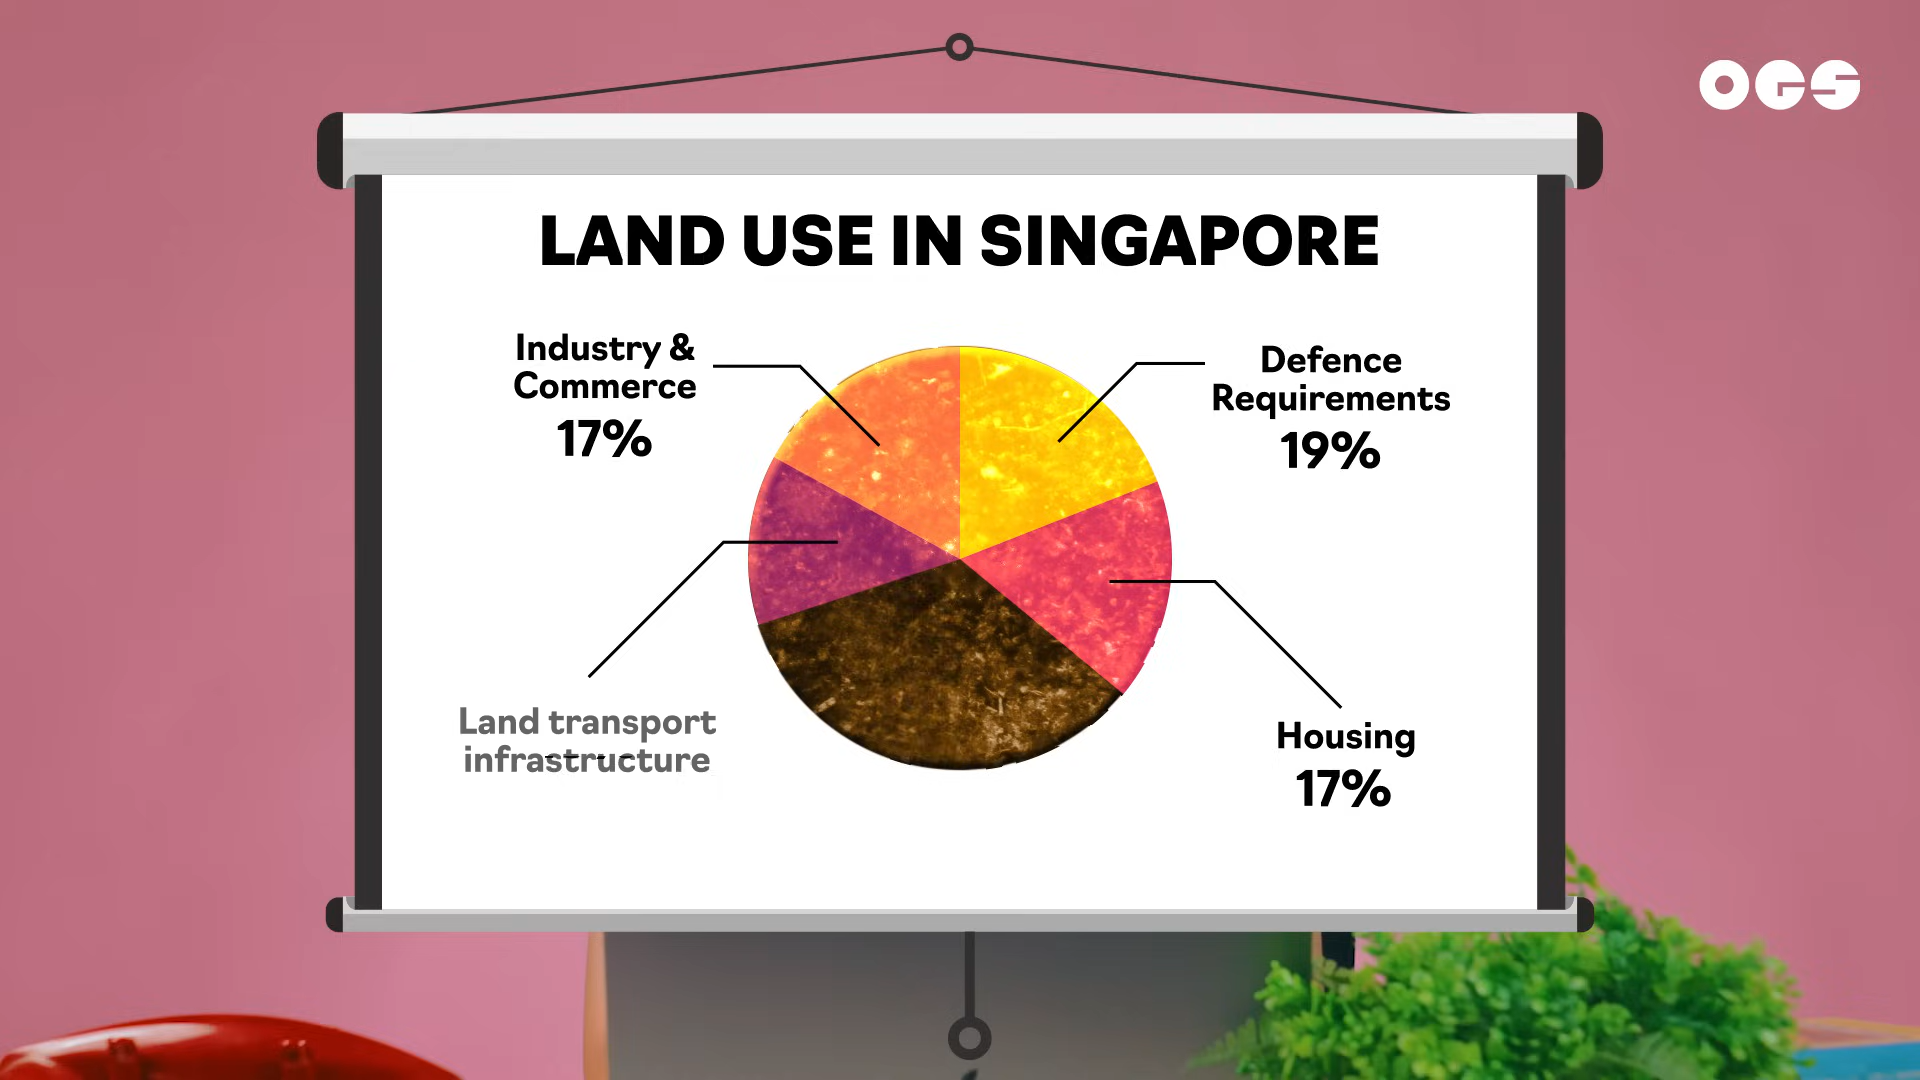 OGS
LAND USE IN SINGAPORE
Industry &
Commerce
17%
Defence
Requirements
19%
Land transport
infrastructure
Housing
17%